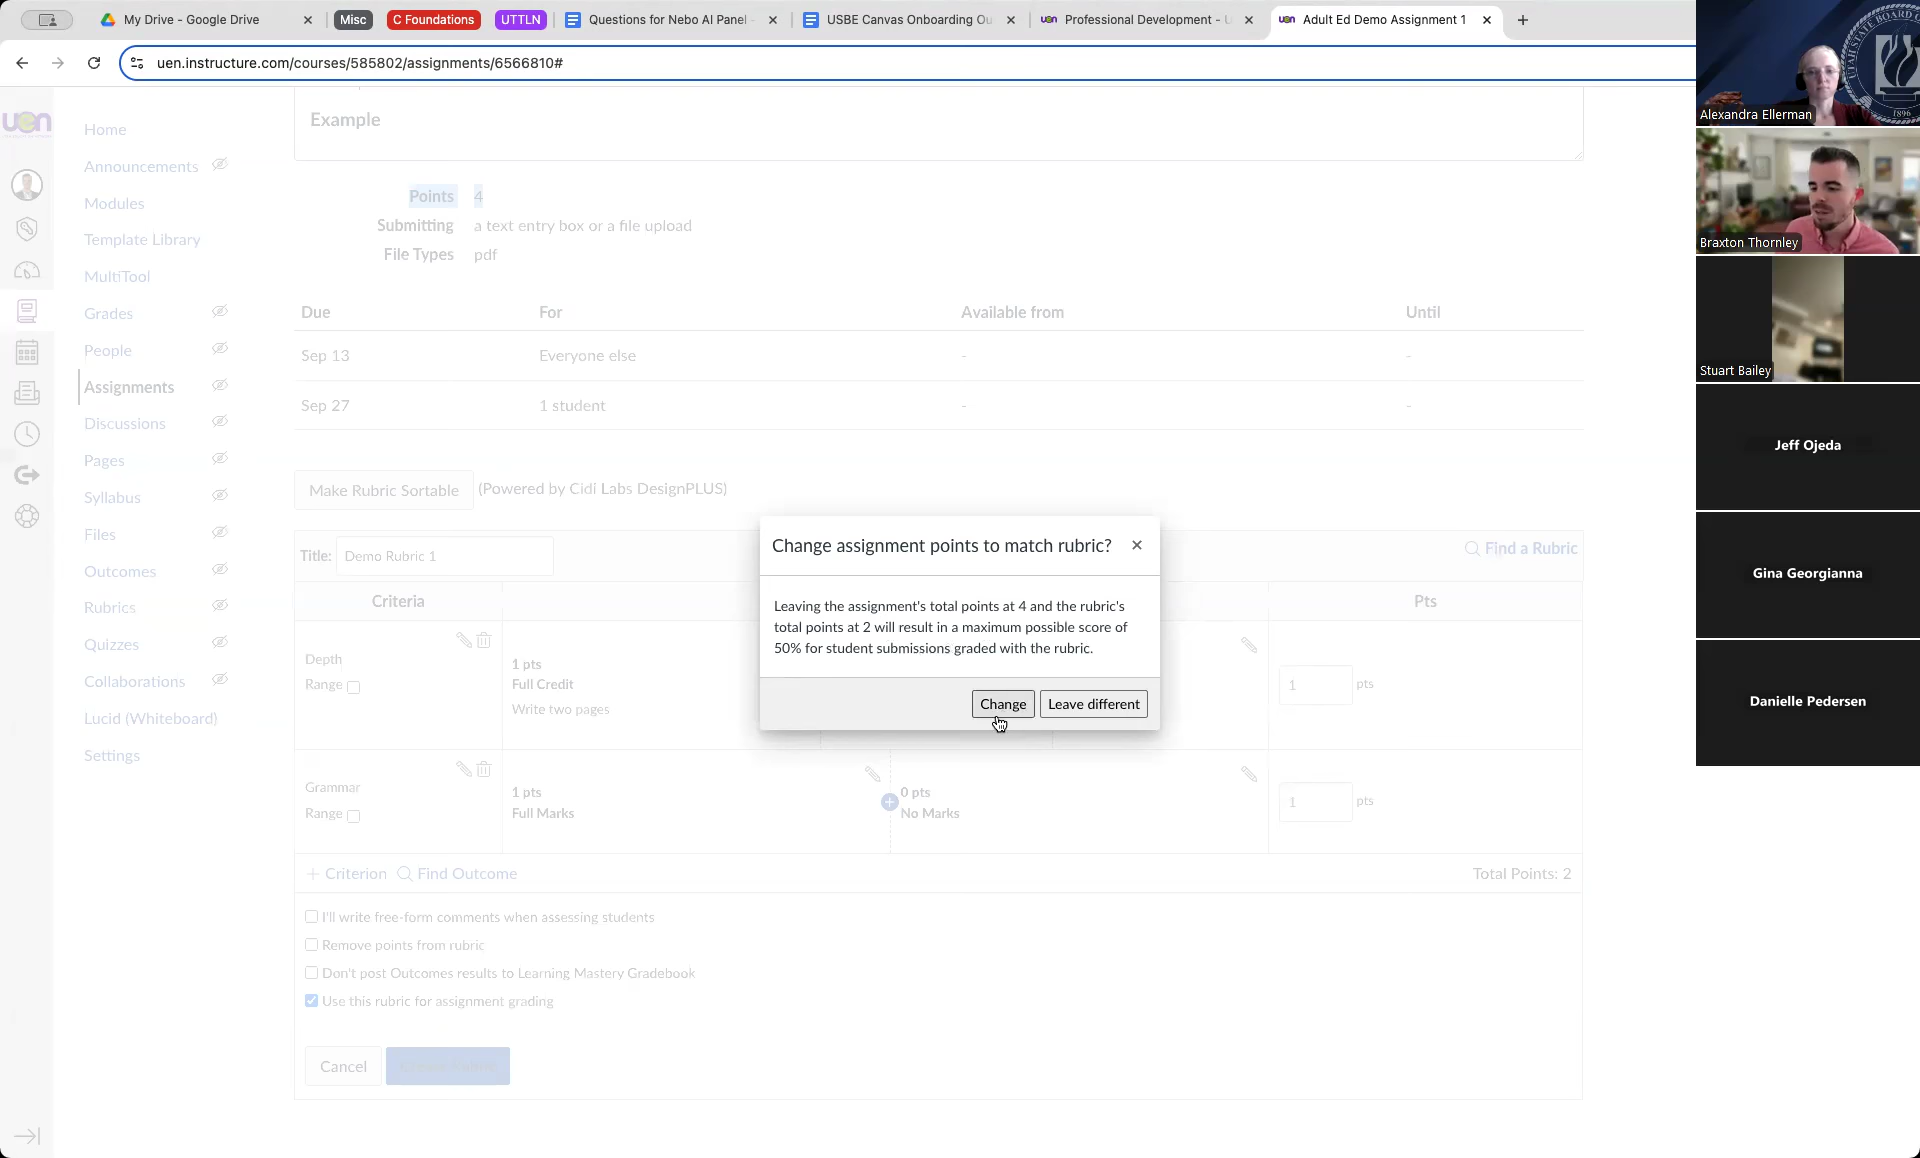 My Drive - Google Drive
Misc
C Foundations
UTTLN
Questions for Nebo AI Panel
USBE Canvas Onboarding Ou
Professional Development - U
Adult Ed Demo Assignment 1
uen.instructure.com/courses/585802/assignments/6566810#
uen
Home
Announcements
Modules
Template Library
MultiTool
Grades
People
Assignments
Discussions
Pages
Syllabus
Files
Outcomes
Rubrics
Quizzes
Collaborations
Lucid (Whiteboard)
Settings
Example
Points 4
Submitting a text entry box or a file upload
File Types pdf
Due For Available from Until
Sep 13 Everyone else - -
Sep 27 1 student - -
Make Rubric Sortable (Powered by Cidi Labs DesignPLUS)
Title: Demo Rubric 1
Find a Rubric
Criteria Pts
Depth
Range
1 pts
Full Credit
Write two pages
1 pts
Grammar
Range
1 pts
Full Marks
0 pts
No Marks
1 pts
+ Criterion Find Outcome
Total Points: 2
I'll write free-form comments when assessing students
Remove points from rubric
Don't post Outcomes results to Learning Mastery Gradebook
Use this rubric for assignment grading
Cancel
Change assignment points to match rubric?
Leaving the assignment's total points at 4 and the rubric's
total points at 2 will result in a maximum possible score of
50% for student submissions graded with the rubric.
Change Leave different
UTAH STATE BOARD O
1896
Alexandra Ellerman
Braxton Thornley
Stuart Bailey
Jeff Ojeda
Gina Georgianna
Danielle Pedersen